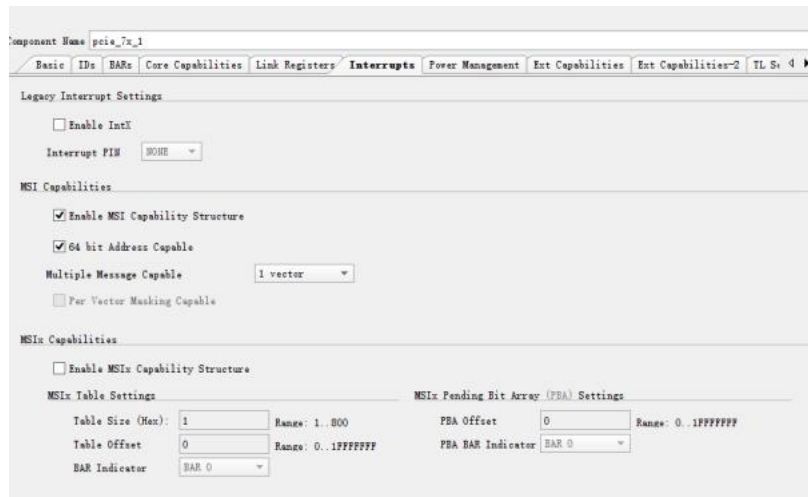 Component Name pcie_7x_1
Basic IDs BARs Core Capabilities Link Registers Interrupts Power Management Ext Capabilities Ext Capabilities-2 TL Se
Legacy Interrupt Settings
Enable IntX
Interrupt PIN NONE
MSI Capabilities
Enable MSI Capability Structure
64 bit Address Capable
Multiple Message Capable 1 vector
Per Vector Masking Capable
MSIx Capabilities
Enable MSIx Capability Structure
MSIx Table Settings MSIx Pending Bit Array (PBA) Settings
Table Size (Hex): 1 Range: 1..800 PBA Offset 0 Range: 0..1FFFFFFF
Table Offset 0 Range: 0..1FFFFFFF PBA BAR Indicator BAR 0
BAR Indicator BAR 0